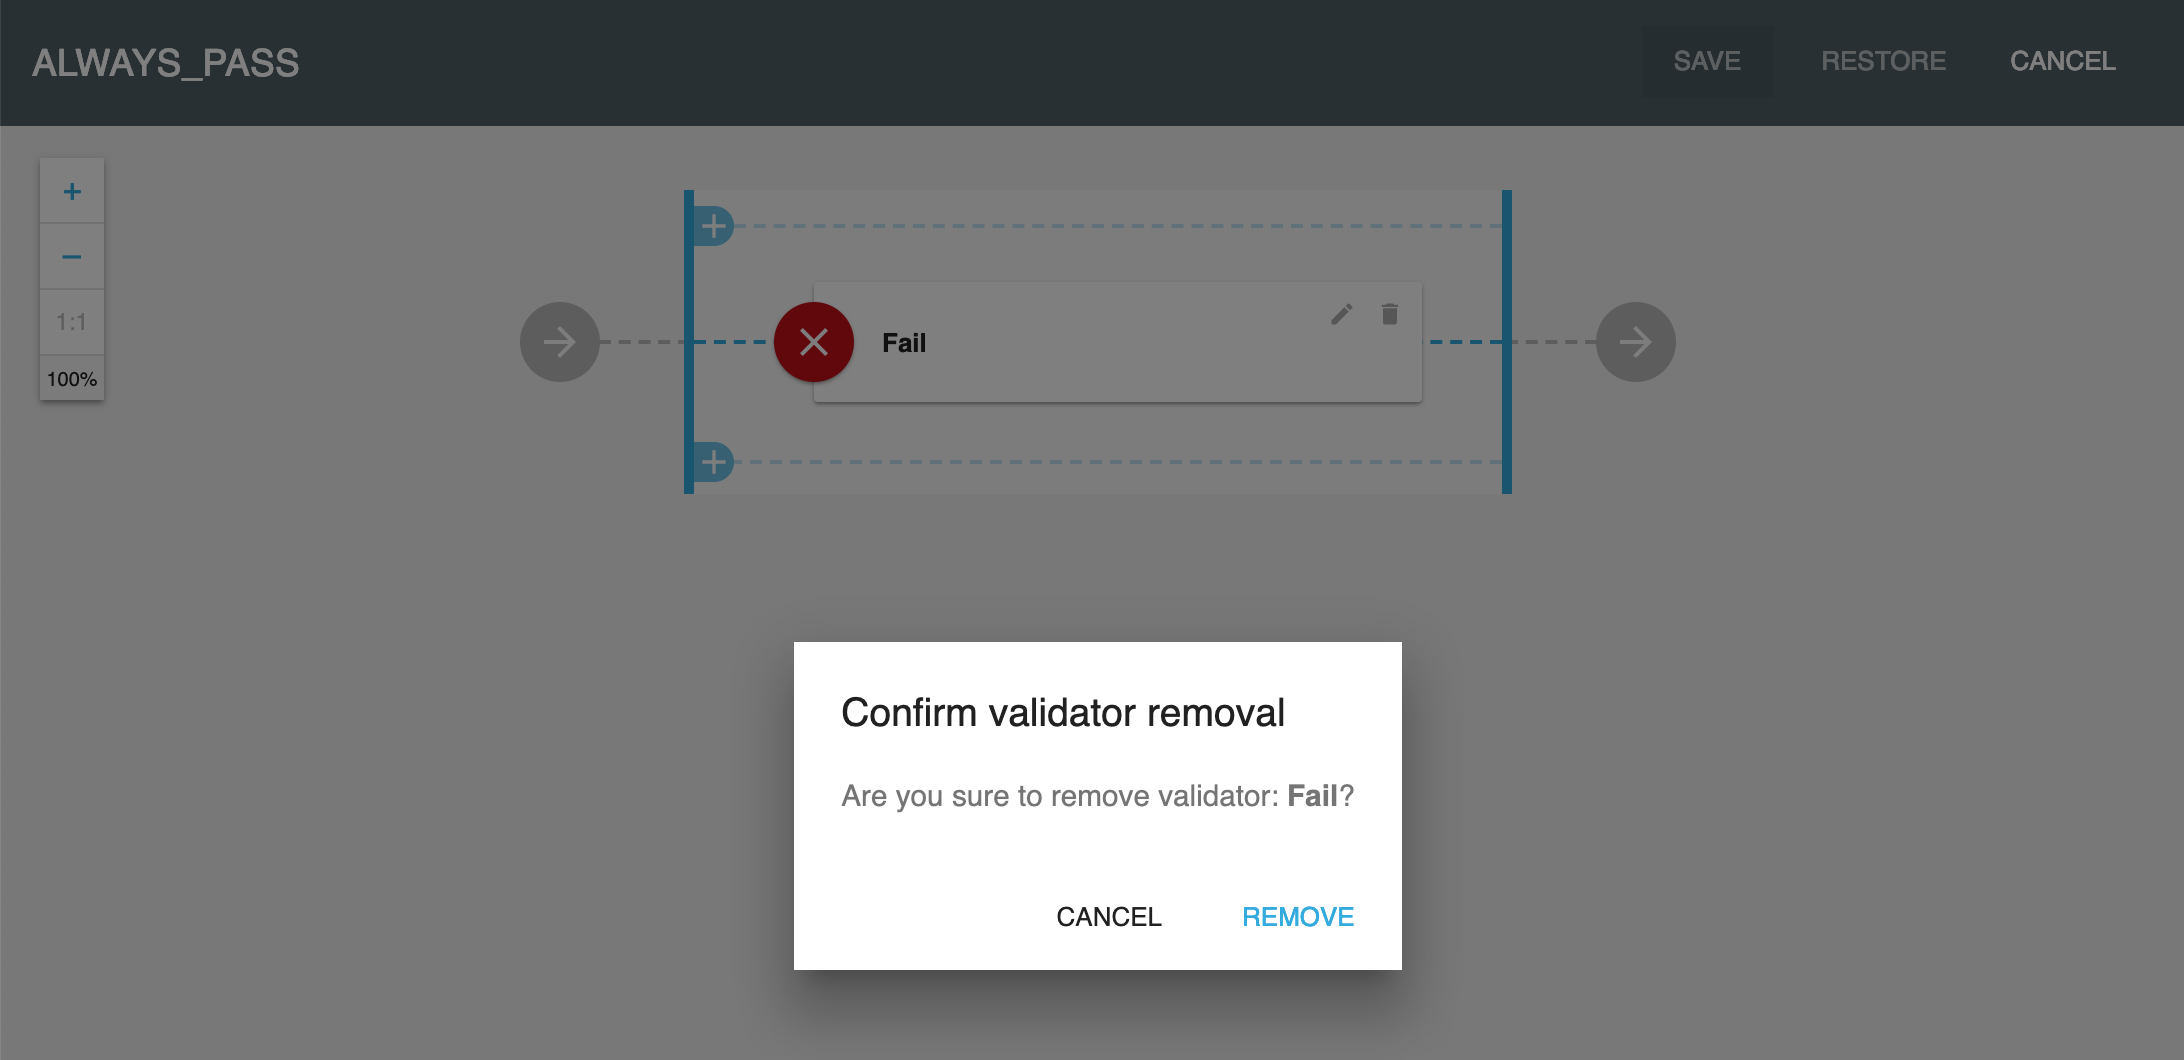 ALWAYS_PASS
SAVE RESTORE CANCEL
+
−
1:1
100%
Fail
Confirm validator removal
Are you sure to remove validator: Fail?
CANCEL REMOVE